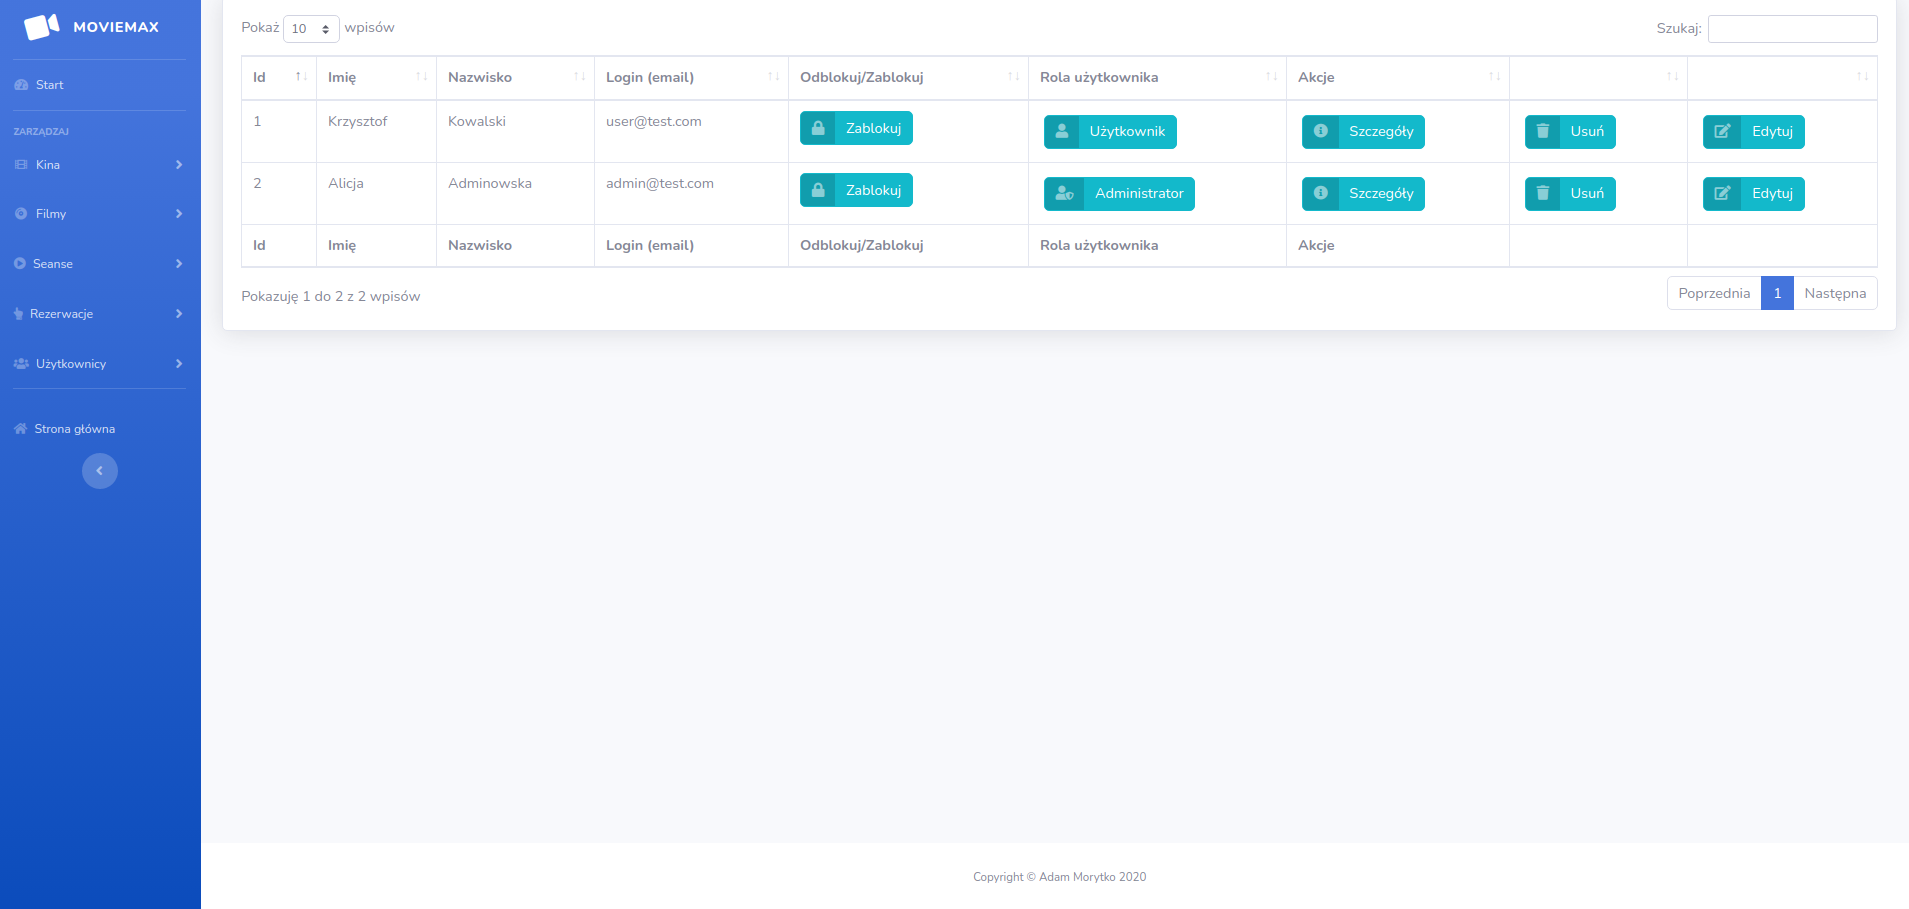 MOVIEMAX
Start
ZARZĄDZAJ
Kina
Filmy
Seanse
Rezerwacje
Użytkownicy
Strona główna
Pokaż 10 wpisów
Szukaj:
Id Imię Nazwisko Login (email) Odblokuj/Zablokuj Rola użytkownika Akcje
1 Krzysztof Kowalski user@test.com Zablokuj Użytkownik Szczegóły Usuń Edytuj
2 Alicja Adminowska admin@test.com Zablokuj Administrator Szczegóły Usuń Edytuj
Id Imię Nazwisko Login (email) Odblokuj/Zablokuj Rola użytkownika Akcje
Pokazuję 1 do 2 z 2 wpisów
Poprzednia 1 Następna
Copyright © Adam Morytko 2020